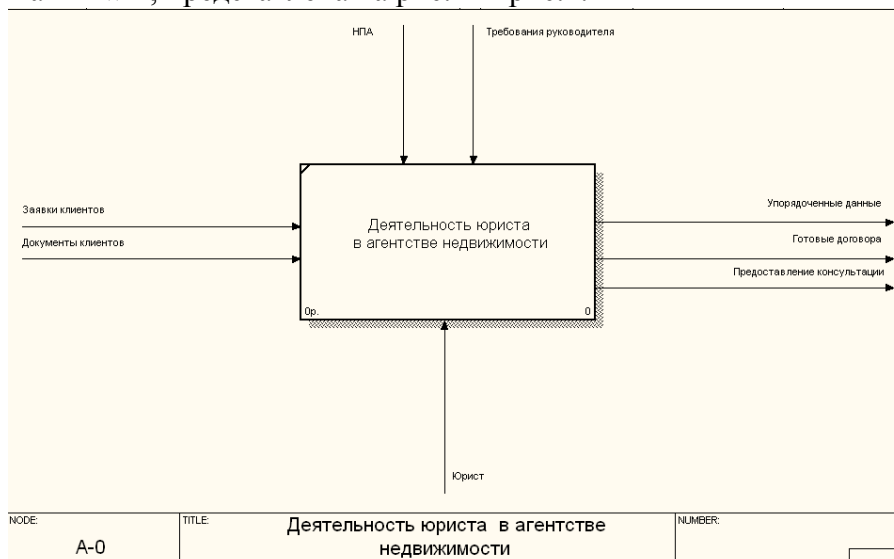 НПА
Требования руководителя
Заявки клиентов
Документы клиентов
Деятельность юриста
в агентстве недвижимости
0р.
0
Упорядоченные данные
Готовые договора
Предоставление консультации
Юрист
NODE:
A-0
TITLE:
Деятельность юриста в агентстве
недвижимости
NUMBER: